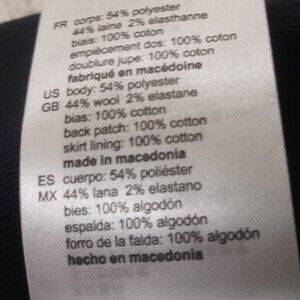 FR corps: 54% polyester
44% laine 2% elasthanne
biais: 100% coton
empiècement dos: 100% coton
doublure jupe: 100% coton
fabriqué en macédoine
US body: 54% polyester
GB 44% wool 2% elastane
bias: 100% cotton
back patch: 100% cotton
skirt lining: 100% cotton
made in macedonia
ES cuerpo: 54% poliéster
MX 44% lana 2% elastano
bies: 100% algodón
espalda: 100% algodón
forro de la falda: 100% algodón
hecho en macedonia